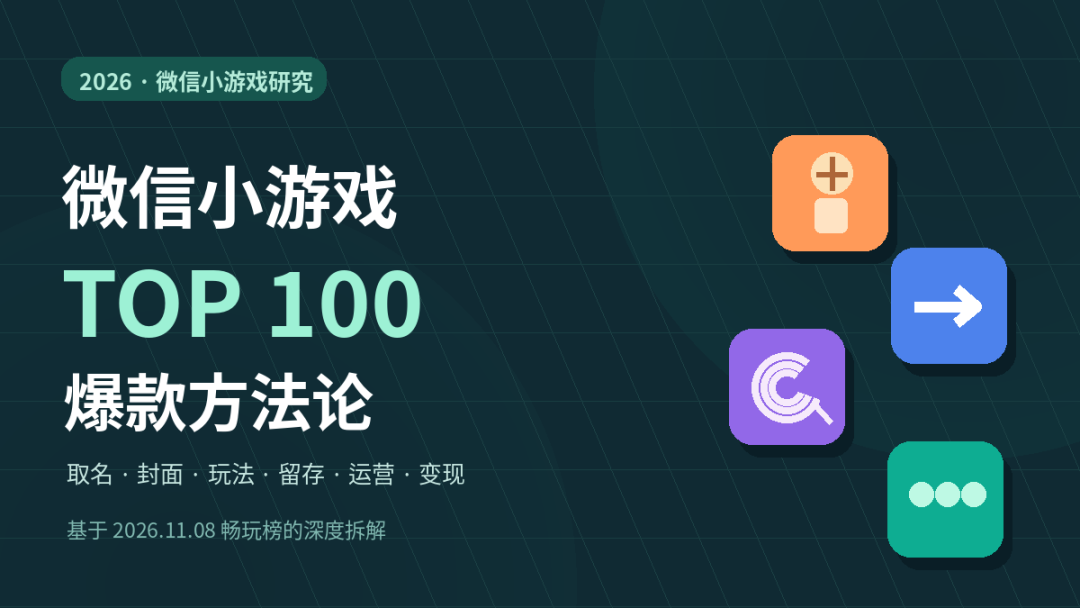 2026 · 微信小游戏研究
微信小游戏
TOP 100
爆款方法论
取名 · 封面 · 玩法 · 留存 · 运营 · 变现
基于 2026.11.08 畅玩榜的深度拆解